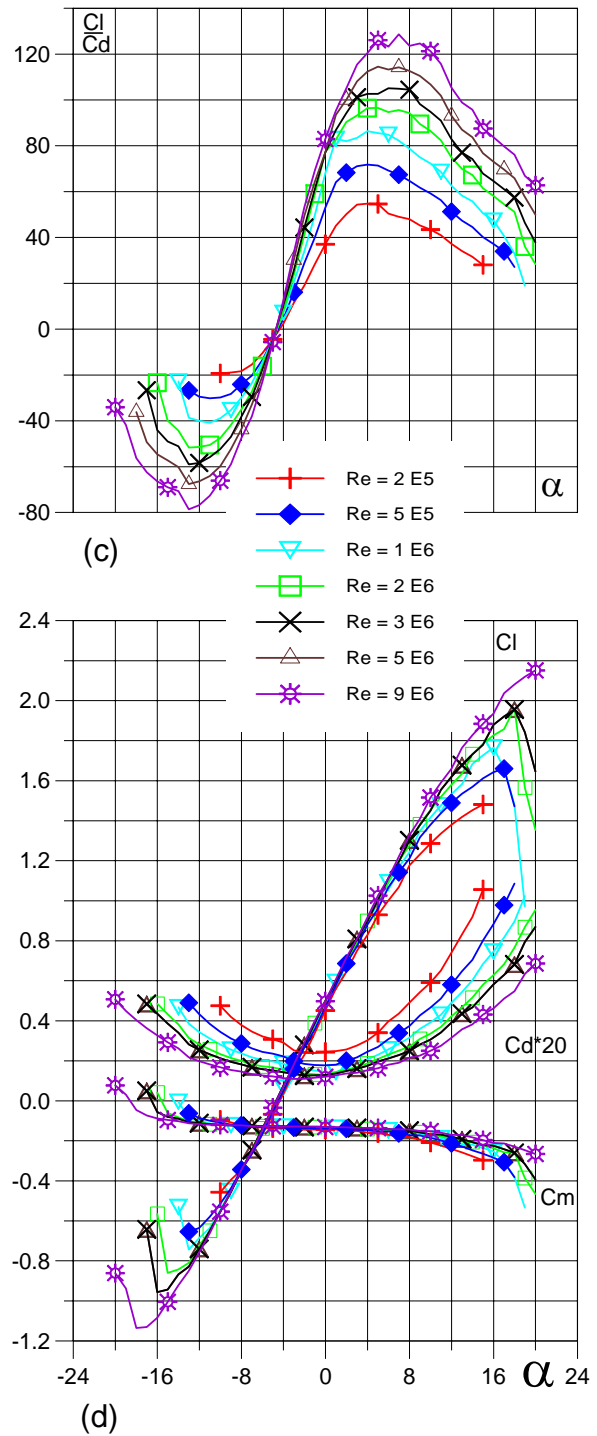 Cl
Cd
120
80
40
0
-40
-80
α
(c)
Re = 2 E5
Re = 5 E5
Re = 1 E6
Re = 2 E6
Re = 3 E6
Re = 5 E6
Re = 9 E6
2.4
Cl
2.0
1.6
1.2
0.8
0.4
Cd*20
0.0
-0.4
Cm
-0.8
-1.2
-24 -16 -8 0 8 16 α 24
(d)